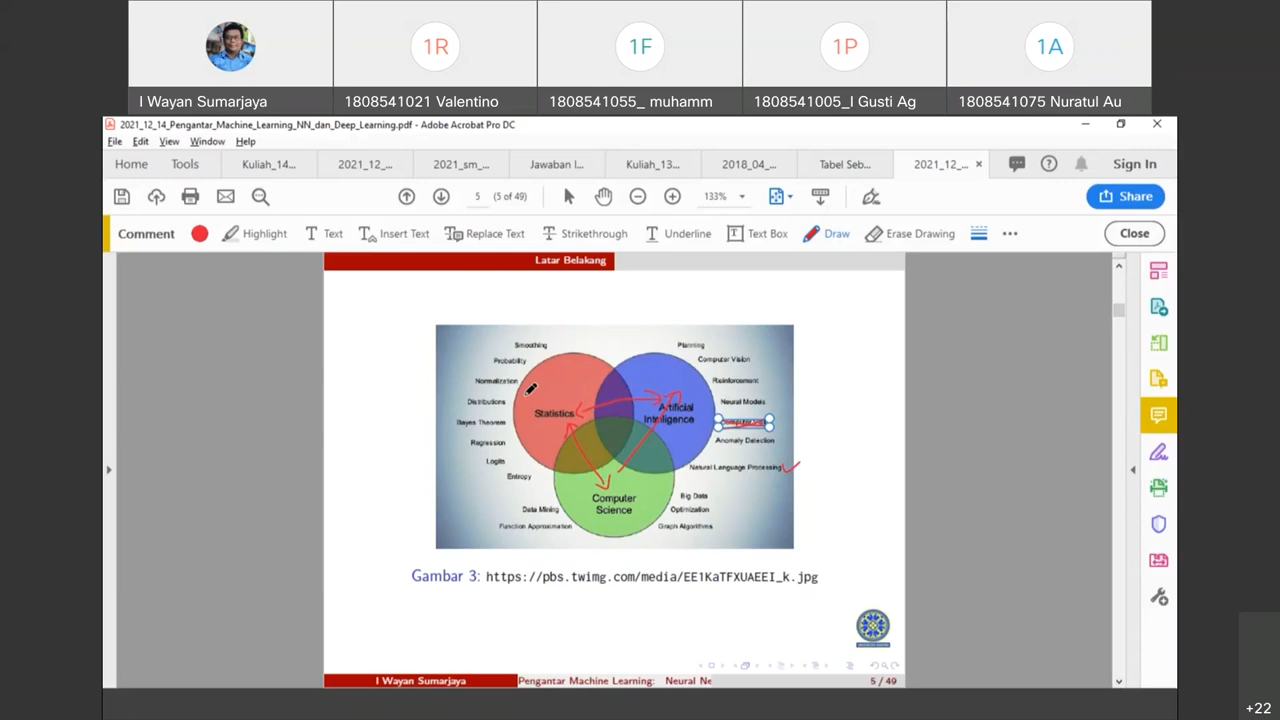 1R
1F
1P
1A
I Wayan Sumarjaya
1808541021 Valentino
1808541055_ muhamm
1808541005_I Gusti Ag
1808541075 Nuratul Au
2021_12_14_Pengantar_Machine_Learning_NN_dan_Deep_Learning.pdf - Adobe Acrobat Pro DC
File Edit View Window Help
Home Tools Kuliah_14... 2021_12_... 2021_sm_... Jawaban I... Kuliah_13... 2018_04_... Tabel Seb... 2021_12_... × Sign In
5 (5 of 49) 133% Share
Comment Highlight Text Insert Text Replace Text Strikethrough Underline Text Box Draw Erase Drawing Close
Latar Belakang
Smoothing
Probability
Normalization
Distributions
Bayes Theorem
Regression
Logits
Entropy
Data Mining
Function Approximation
Statistics
Artificial
Intelligence
Computer
Science
Planning
Computer Vision
Reinforcement
Neural Models
Anomaly Detection
Natural Language Processing
Big Data
Optimization
Graph Algorithms
Gambar 3: https://pbs.twimg.com/media/EE1KaTFXUAEEI_k.jpg
I Wayan Sumarjaya
Pengantar Machine Learning: Neural Ne
5 / 49
+22